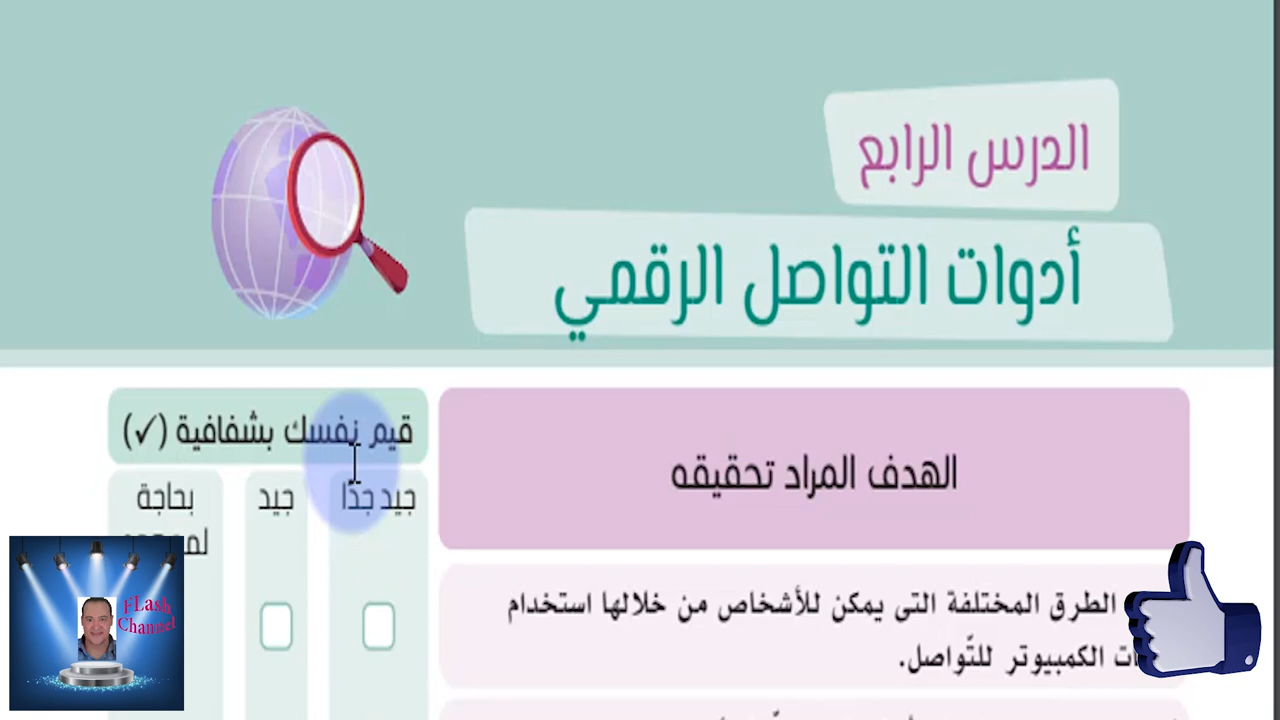 الدرس الرابع
أدوات التواصل الرقمي
الهدف المراد تحقيقه
قيم نفسك بشفافية (✓)
جيد جدًا
جيد
بحاجة
الطرق المختلفة التى يمكن للأشخاص من خلالها استخدام
الكمبيوتر للتّواصل.
FLash
Channel